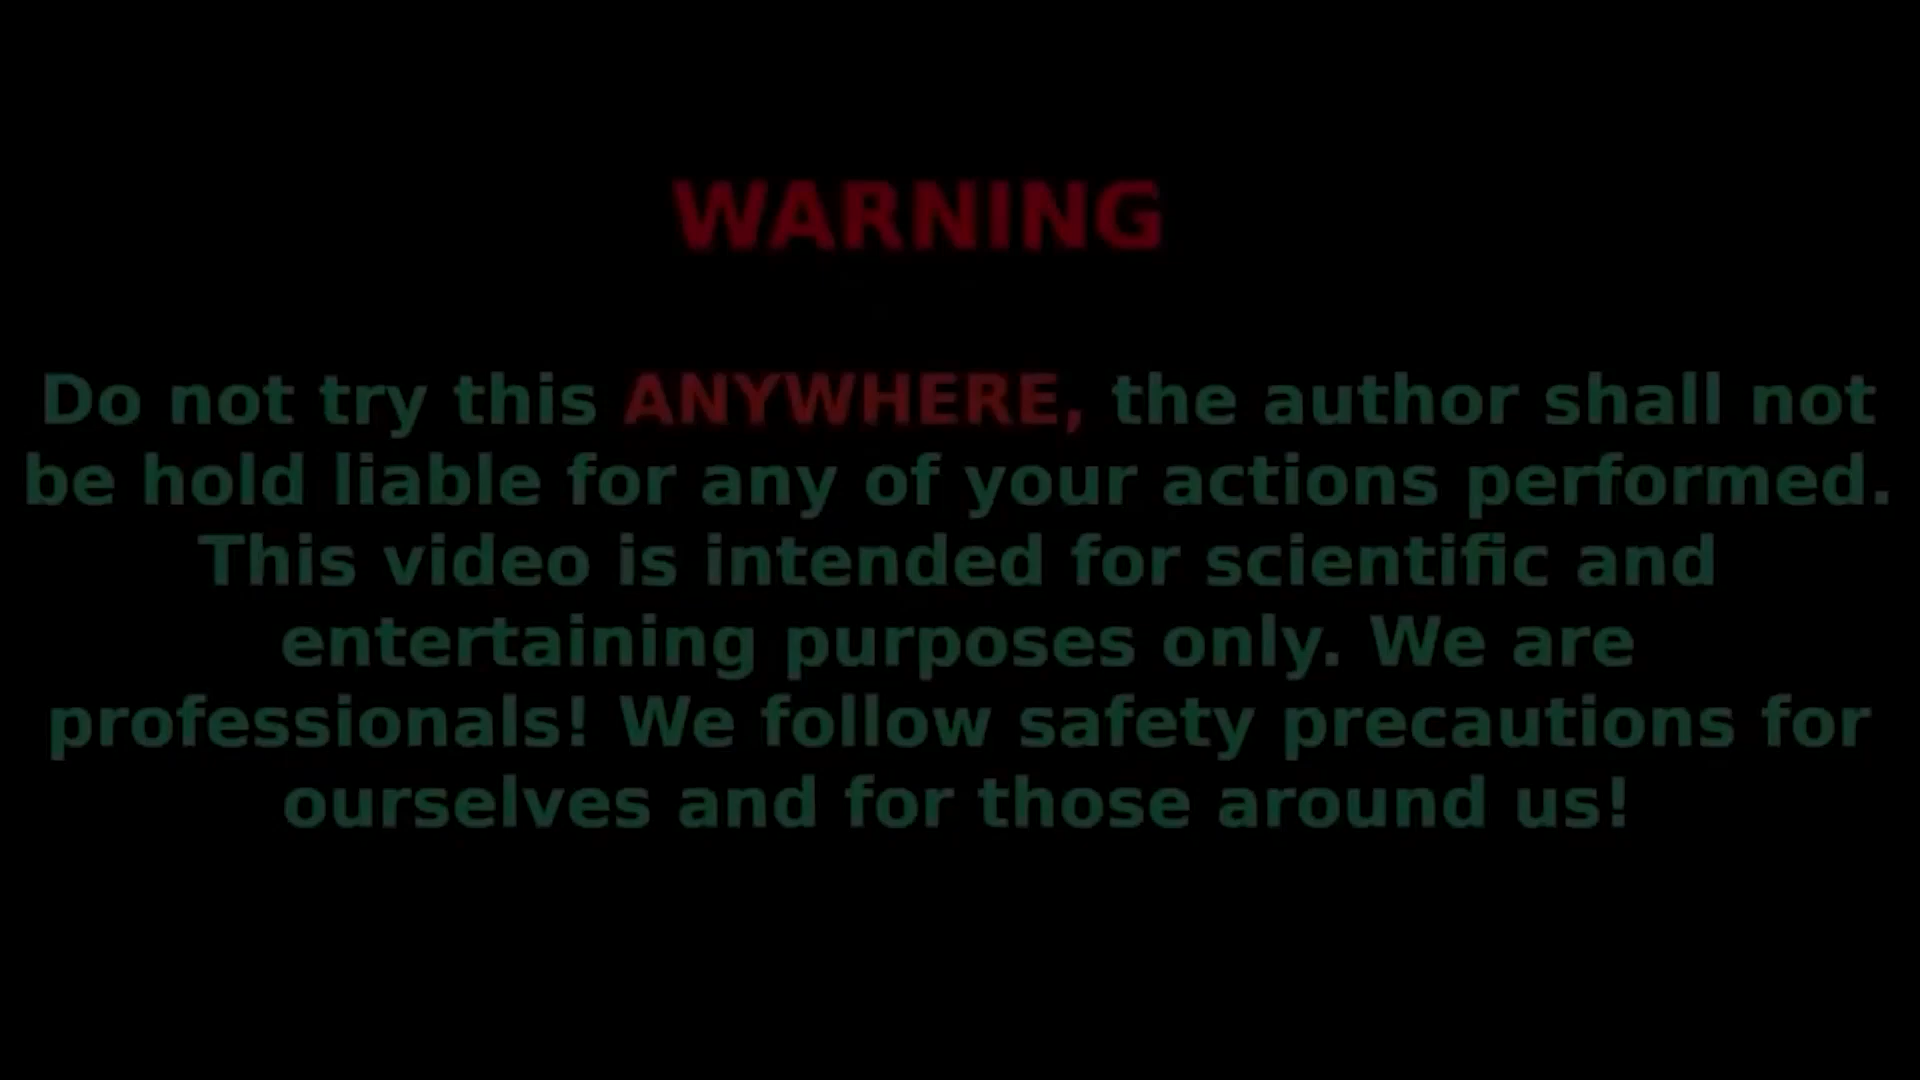 WARNING
Do not try this ANYWHERE, the author shall not
be hold liable for any of your actions performed.
This video is intended for scientific and
entertaining purposes only. We are
professionals! We follow safety precautions for
ourselves and for those around us!